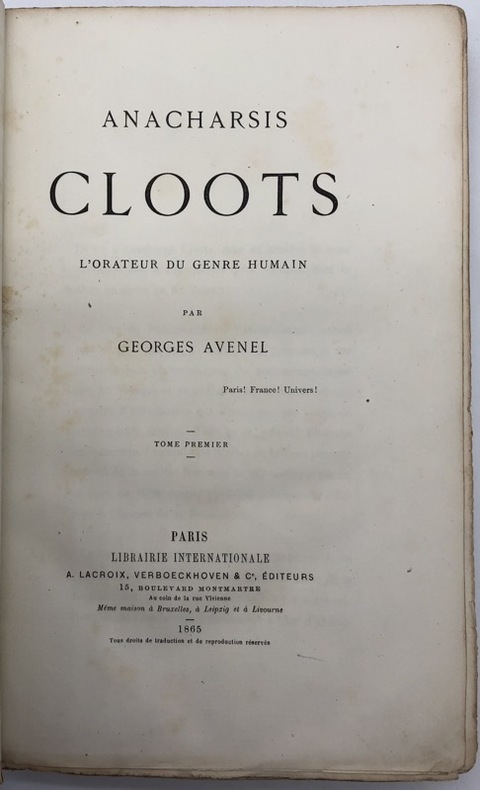 ANACHARSIS
CLOOTS
L'ORATEUR DU GENRE HUMAIN
PAR
GEORGES AVENEL
Paris! France! Univers!
TOME PREMIER
PARIS
LIBRAIRIE INTERNATIONALE
A. LACROIX, VERBOECKHOVEN & Cᵉ, ÉDITEURS
15, BOULEVARD MONTMARTRE
Au coin de la rue Vivienne
Même maison à Bruxelles, à Leipzig et à Livourne
1865
Tous droits de traduction et de reproduction réservés